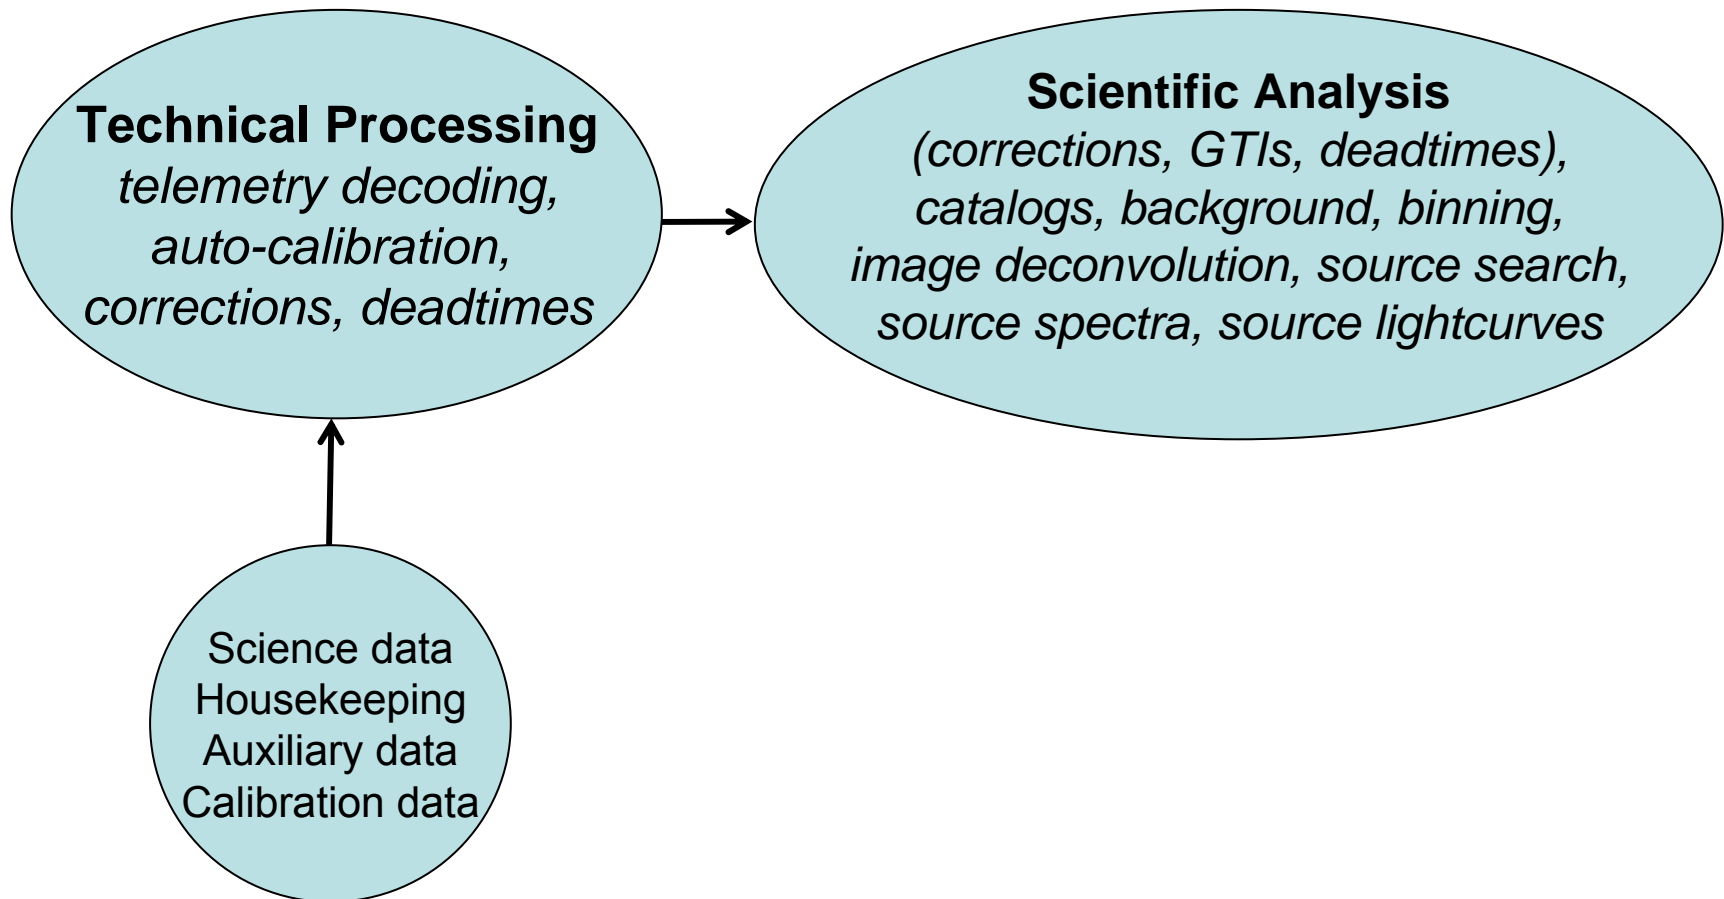 Technical Processing
telemetry decoding,
auto-calibration,
corrections, deadtimes
Scientific Analysis
(corrections, GTIs, deadtimes),
catalogs, background, binning,
image deconvolution, source search,
source spectra, source lightcurves
Science data
Housekeeping
Auxiliary data
Calibration data